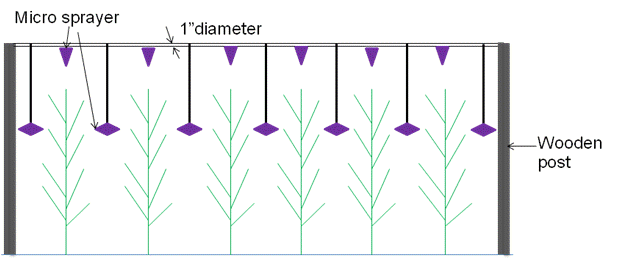 Micro sprayer
1”diameter
Wooden
post